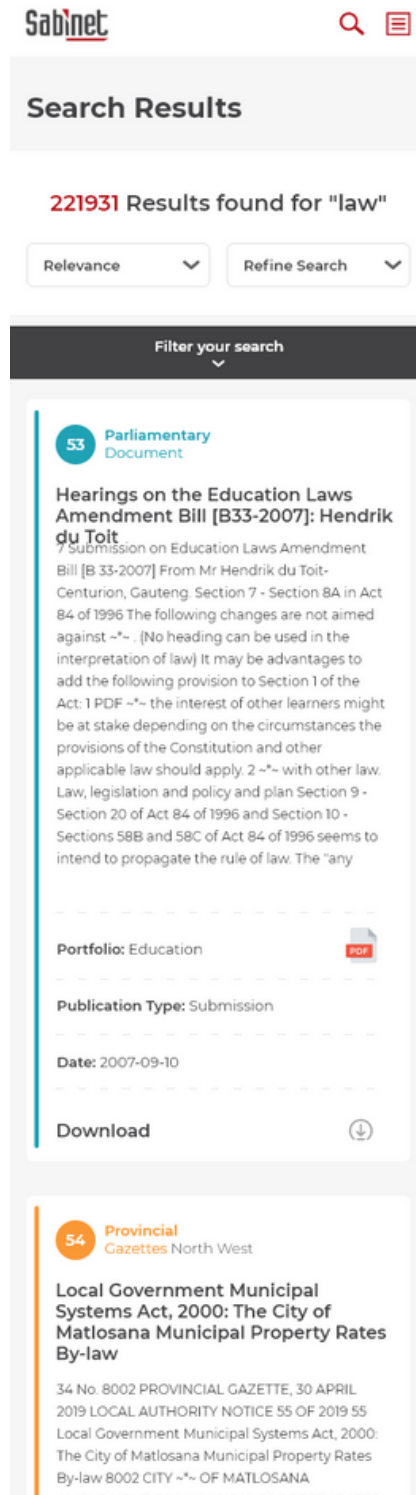 Sabinet
Search Results
221931 Results found for "law"
Relevance
Refine Search
Filter your search
53
Parliamentary
Document
Hearings on the Education Laws
Amendment Bill [B33-2007]: Hendrik
du Toit
7 Submission on Education Laws Amendment
Bill [B 33-2007] From Mr Hendrik du Toit-
Centurion, Gauteng. Section 7 - Section 8A in Act
84 of 1996 The following changes are not aimed
against ~*~ . (No heading can be used in the
interpretation of law) It may be advantages to
add the following provision to Section 1 of the
Act: 1 PDF ~*~ the interest of other learners might
be at stake depending on the circumstances the
provisions of the Constitution and other
applicable law should apply. 2 ~*~ with other law.
Law, legislation and policy and plan Section 9 -
Section 20 of Act 84 of 1996 and Section 10 -
Sections 58B and 58C of Act 84 of 1996 seems to
intend to propagate the rule of law. The "any
Portfolio: Education
PDF
Publication Type: Submission
Date: 2007-09-10
Download
54
Provincial
Gazettes North West
Local Government Municipal
Systems Act, 2000: The City of
Matlosana Municipal Property Rates
By-law
34 No. 8002 PROVINCIAL GAZETTE, 30 APRIL
2019 LOCAL AUTHORITY NOTICE 55 OF 2019 55
Local Government Municipal Systems Act, 2000:
The City of Matlosana Municipal Property Rates
By-law 8002 CITY ~*~ OF MATLOSANA